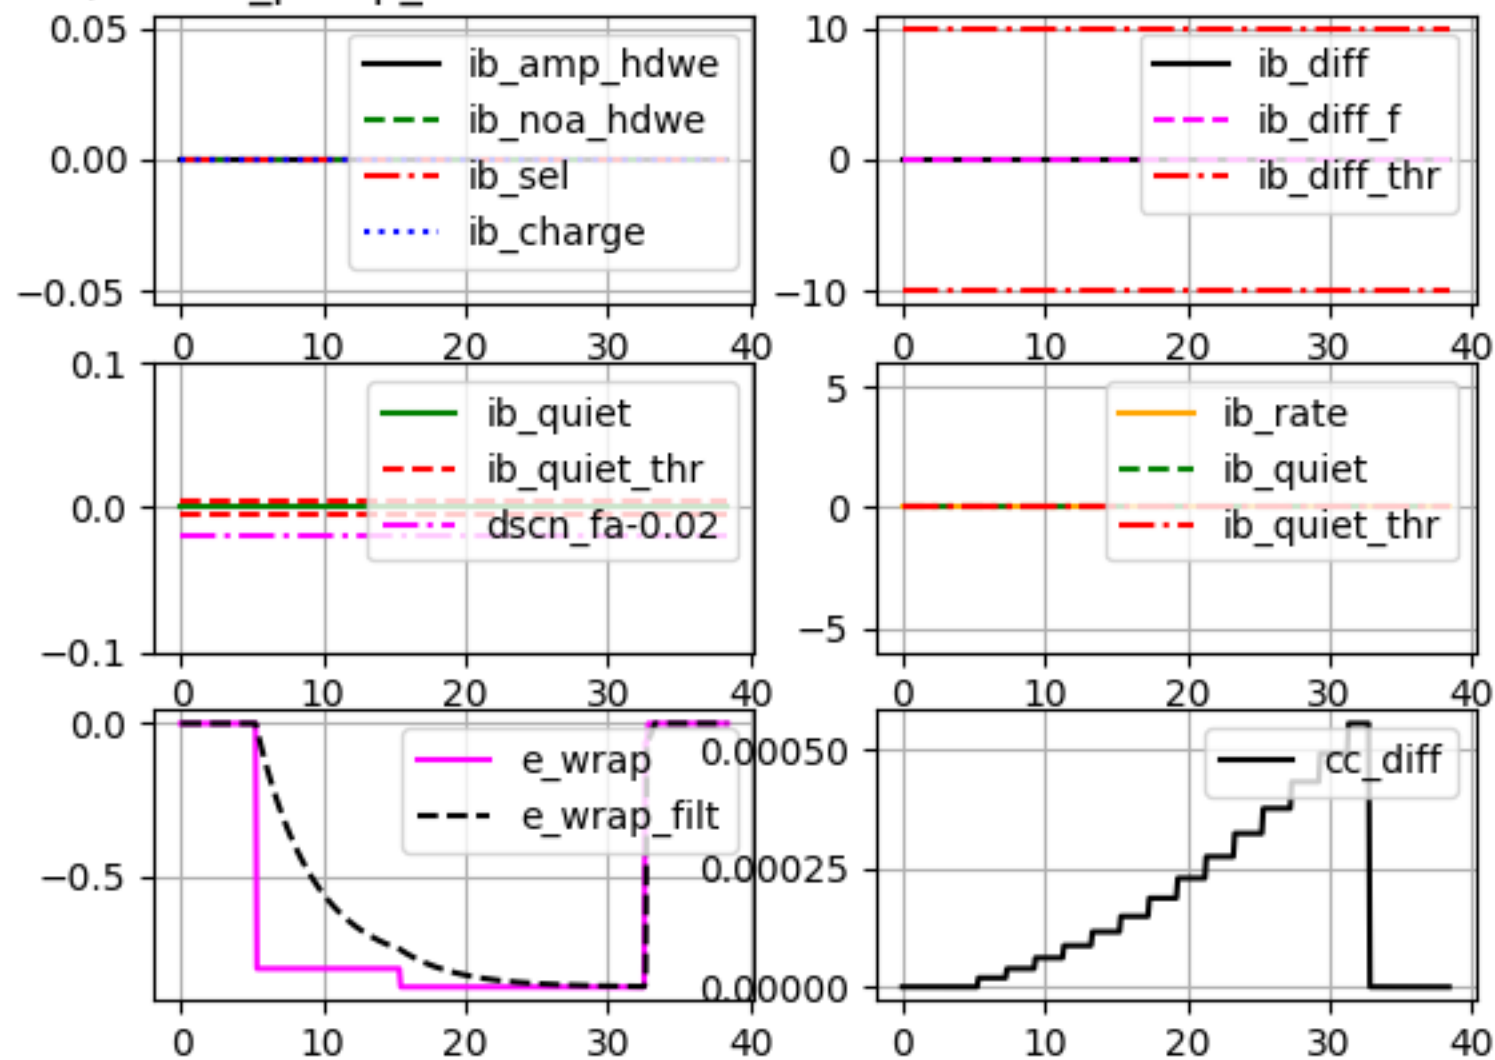 0.05
0.00
−0.05
ib_amp_hdwe
ib_noa_hdwe
ib_sel
ib_charge
0 10 20 30 40
10
0
−10
ib_diff
ib_diff_f
ib_diff_thr
0 10 20 30 40
0.1
0.0
−0.1
ib_quiet
ib_quiet_thr
dscn_fa-0.02
0 10 20 30 40
5
0
−5
ib_rate
ib_quiet
ib_quiet_thr
0 10 20 30 40
0.0
−0.5
e_wrap
e_wrap_filt
0 10 20 30 40
0.00050
0.00025
0.00000
cc_diff
0 10 20 30 40